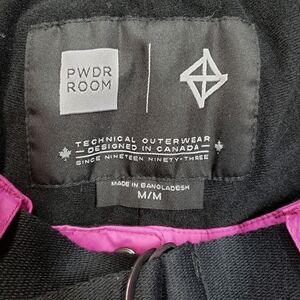 PWDR
ROOM
TECHNICAL OUTERWEAR
DESIGNED IN CANADA
SINCE NINETEEN NINETY-THREE
MADE IN BANGLADESH
M/M